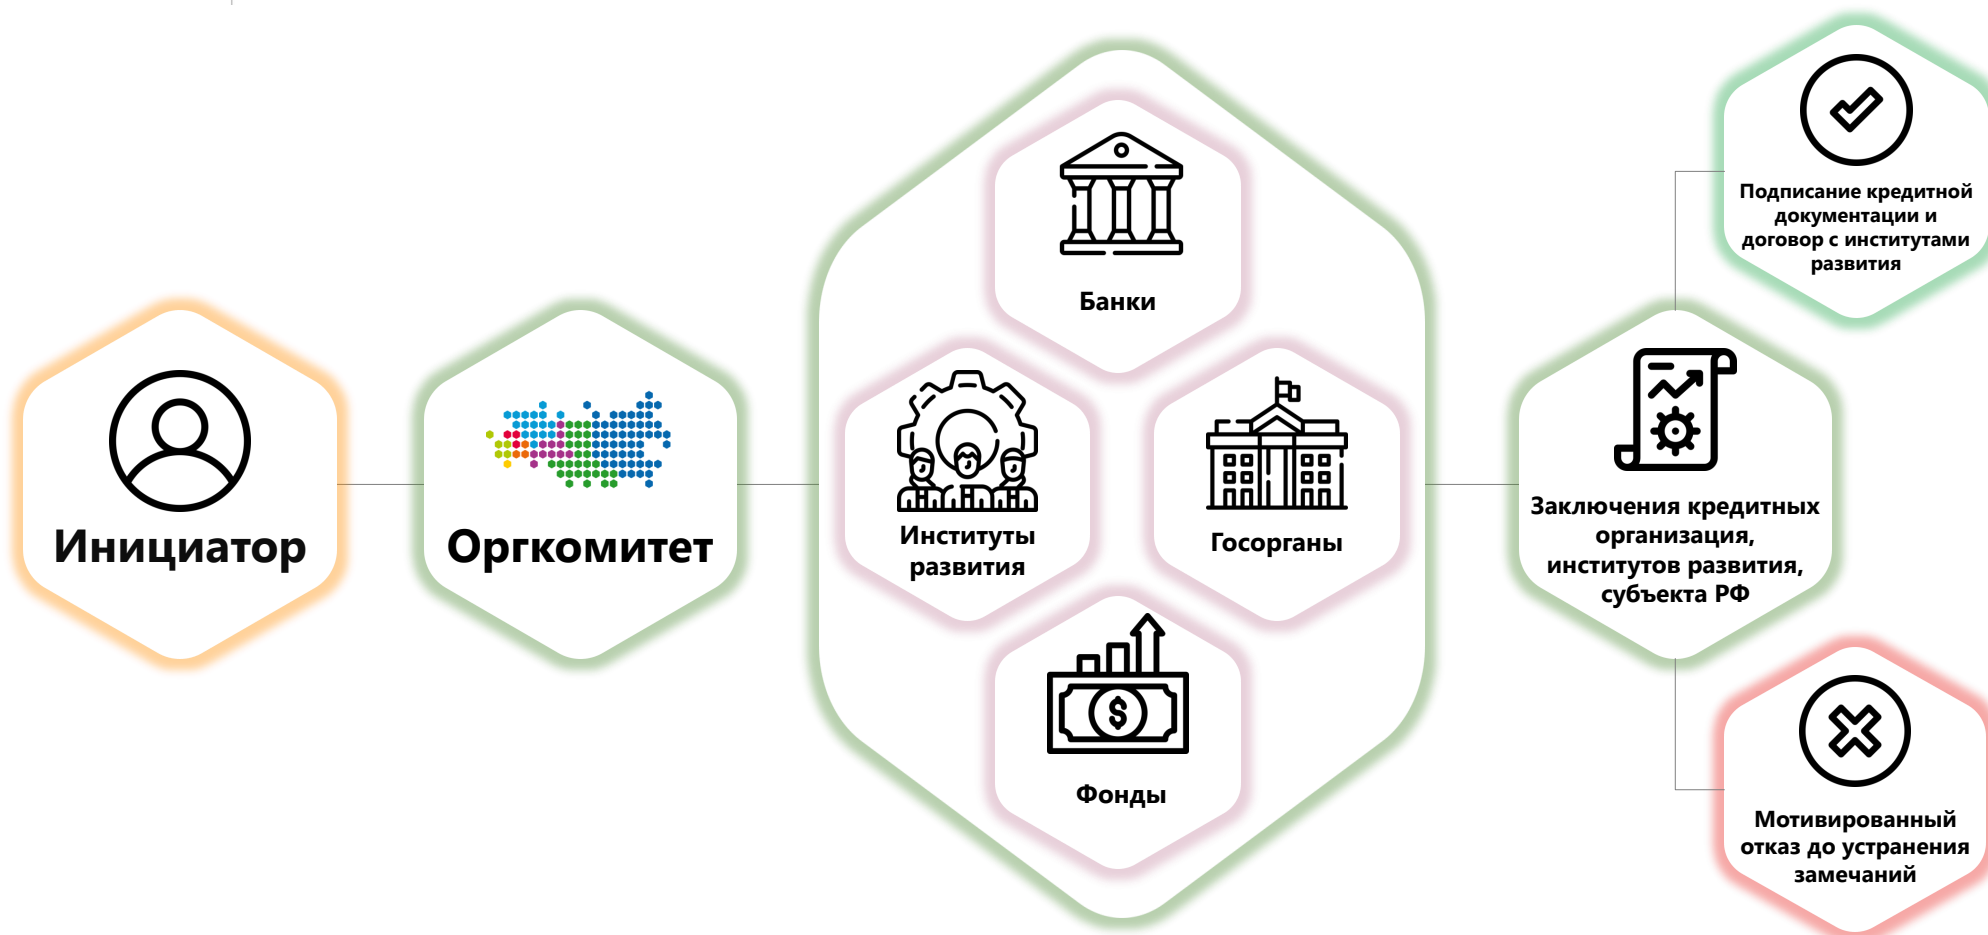 Инициатор
Оргкомитет
Банки
Институты
развития
Госорганы
Фонды
Заключения кредитных
организация,
институтов развития,
субъекта РФ
Подписание кредитной
документации и
договор с институтами
развития
Мотивированный
отказ до устранения
замечаний